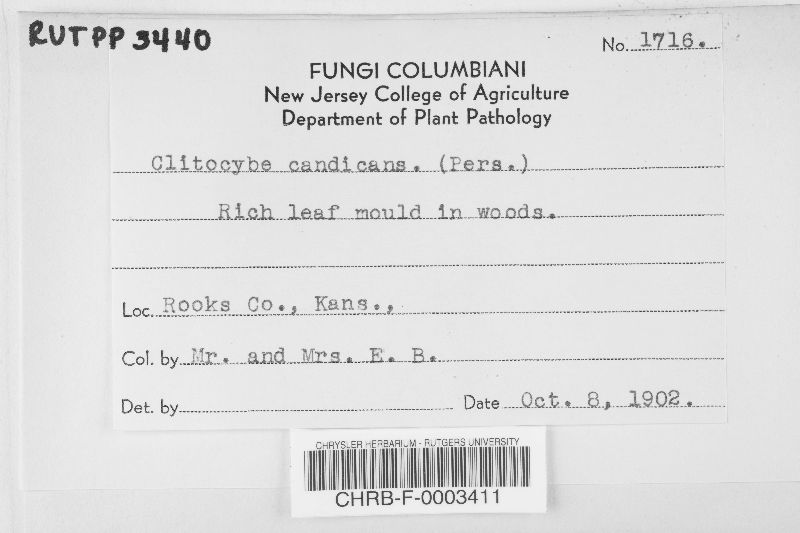 RUTPP 3440
No. 1716.
FUNGI COLUMBIANI
New Jersey College of Agriculture
Department of Plant Pathology
Clitocybe candicans. (Pers.)
Rich leaf mould in woods.
Loc. Rooks Co., Kans.,
Col. by Mr. and Mrs. E. B.
Det. by
Date Oct. 8, 1902.
CHRYSLER HERBARIUM - RUTGERS UNIVERSITY
CHRB-F-0003411